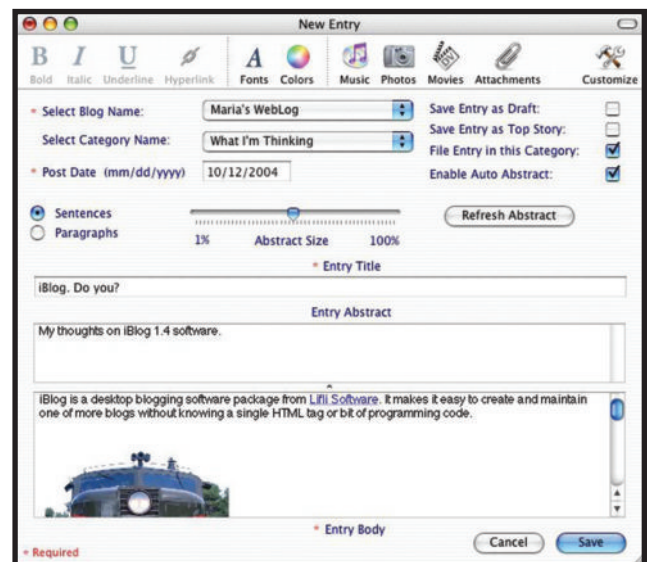 New Entry
B I U A
Bold Italic Underline Hyperlink Fonts Colors Music Photos Movies Attachments Customize
* Select Blog Name: Maria's WebLog Save Entry as Draft:
Save Entry as Top Story:
Select Category Name: What I'm Thinking File Entry in this Category:
* Post Date (mm/dd/yyyy) 10/12/2004 Enable Auto Abstract:
Sentences Refresh Abstract
Paragraphs
1% Abstract Size 100%
* Entry Title
iBlog. Do you?
Entry Abstract
My thoughts on iBlog 1.4 software.
iBlog is a desktop blogging software package from Lifli Software. It makes it easy to create and maintain
one of more blogs without knowing a single HTML tag or bit of programming code.
* Entry Body
Cancel Save
* Required